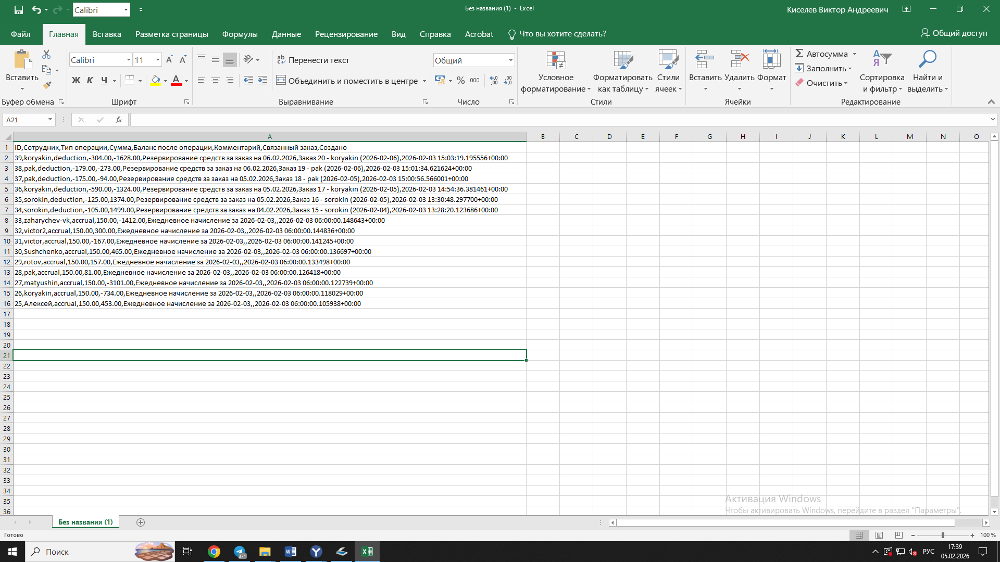 Calibri
Без названия (1) - Excel
Киселев Виктор Андреевич
Файл Главная Вставка Разметка страницы Формулы Данные Рецензирование Вид Справка Acrobat Что вы хотите сделать? Общий доступ
Вставить
Буфер обмена
Calibri 11
Ж К Ч А
Шрифт
Перенести текст
Объединить и поместить в центре
Выравнивание
Общий
% 000
Число
Условное форматирование
Форматировать как таблицу
Стили ячеек
Стили
Вставить Удалить Формат
Ячейки
Автосумма
Заполнить
Очистить
Сортировка и фильтр
Найти и выделить
Редактирование
A21
fx
A B C D E F G H I J K L M N O
1 ID,Сотрудник,Тип операции,Сумма,Баланс после операции,Комментарий,Связанный заказ,Создано
2 39,koryakin,deduction,-304.00,-1628.00,Резервирование средств за заказ на 06.02.2026,Заказ 20 - koryakin (2026-02-06),2026-02-03 15:03:19.195556+00:00
3 38,pak,deduction,-179.00,-273.00,Резервирование средств за заказ на 06.02.2026,Заказ 19 - pak (2026-02-06),2026-02-03 15:01:34.621624+00:00
4 37,pak,deduction,-175.00,-94.00,Резервирование средств за заказ на 05.02.2026,Заказ 18 - pak (2026-02-05),2026-02-03 15:00:56.566001+00:00
5 36,koryakin,deduction,-590.00,-1324.00,Резервирование средств за заказ на 05.02.2026,Заказ 17 - koryakin (2026-02-05),2026-02-03 14:54:36.381461+00:00
6 35,sorokin,deduction,-125.00,1374.00,Резервирование средств за заказ на 05.02.2026,Заказ 16 - sorokin (2026-02-05),2026-02-03 13:30:48.297700+00:00
7 34,sorokin,deduction,-105.00,1499.00,Резервирование средств за заказ на 04.02.2026,Заказ 15 - sorokin (2026-02-04),2026-02-03 13:28:20.123686+00:00
8 33,zaharychev-vk,accrual,150.00,-1412.00,Ежедневное начисление за 2026-02-03,,2026-02-03 06:00:00.148643+00:00
9 32,victor2,accrual,150.00,300.00,Ежедневное начисление за 2026-02-03,,2026-02-03 06:00:00.144836+00:00
10 31,victor,accrual,150.00,-167.00,Ежедневное начисление за 2026-02-03,,2026-02-03 06:00:00.141245+00:00
11 30,Sushchenko,accrual,150.00,465.00,Ежедневное начисление за 2026-02-03,,2026-02-03 06:00:00.136697+00:00
12 29,rotov,accrual,150.00,157.00,Ежедневное начисление за 2026-02-03,,2026-02-03 06:00:00.133498+00:00
13 28,pak,accrual,150.00,81.00,Ежедневное начисление за 2026-02-03,,2026-02-03 06:00:00.126418+00:00
14 27,matyushin,accrual,150.00,-3101.00,Ежедневное начисление за 2026-02-03,,2026-02-03 06:00:00.122739+00:00
15 26,koryakin,accrual,150.00,-734.00,Ежедневное начисление за 2026-02-03,,2026-02-03 06:00:00.118029+00:00
16 25,Алексей,accrual,150.00,453.00,Ежедневное начисление за 2026-02-03,,2026-02-03 06:00:00.105938+00:00
17
18
19
20
21
22
23
24
25
26
27
28
29
30
31
32
33
34
35
36
Активация Windows
Чтобы активировать Windows, перейдите в раздел "Параметры".
Без названия (1)
Готово
100 %
Поиск
371
РУС
17:39
05.02.2026